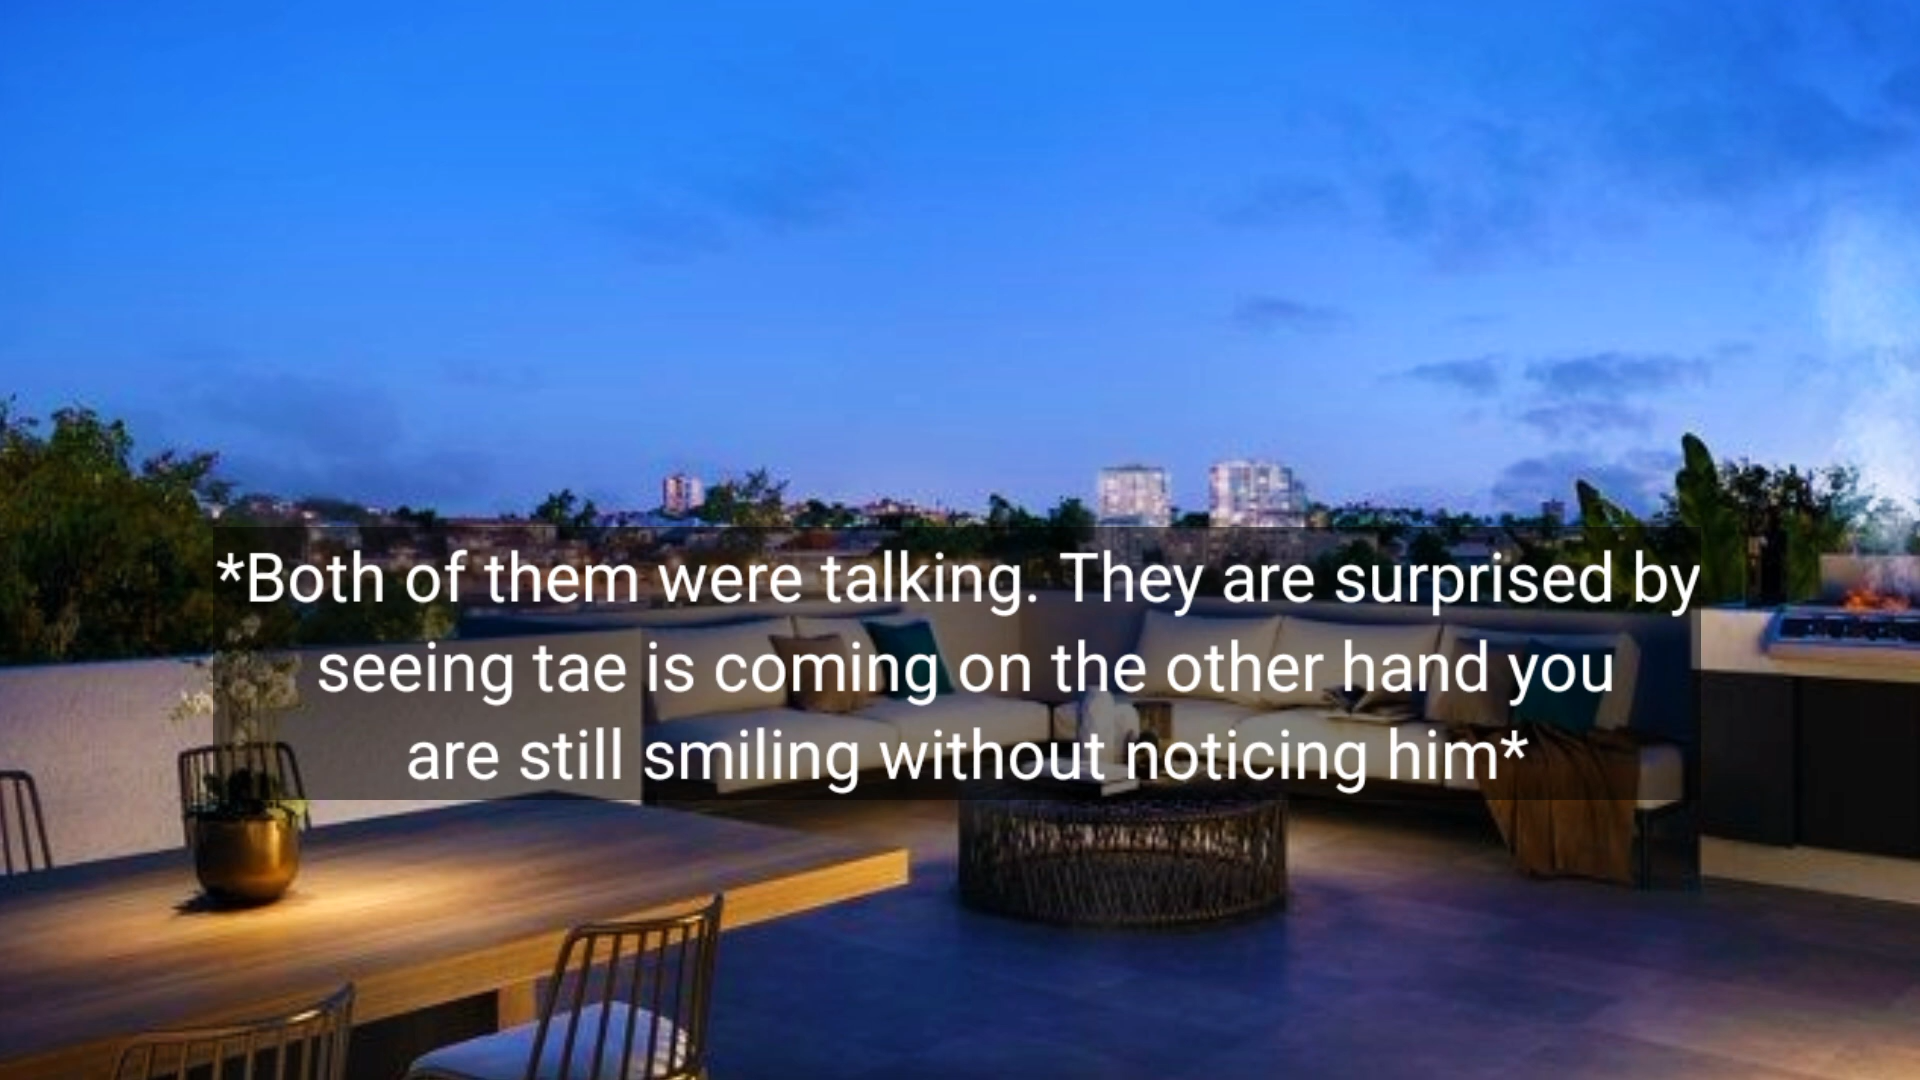 *Both of them were talking. They are surprised by
seeing tae is coming on the other hand you
are still smiling without noticing him*